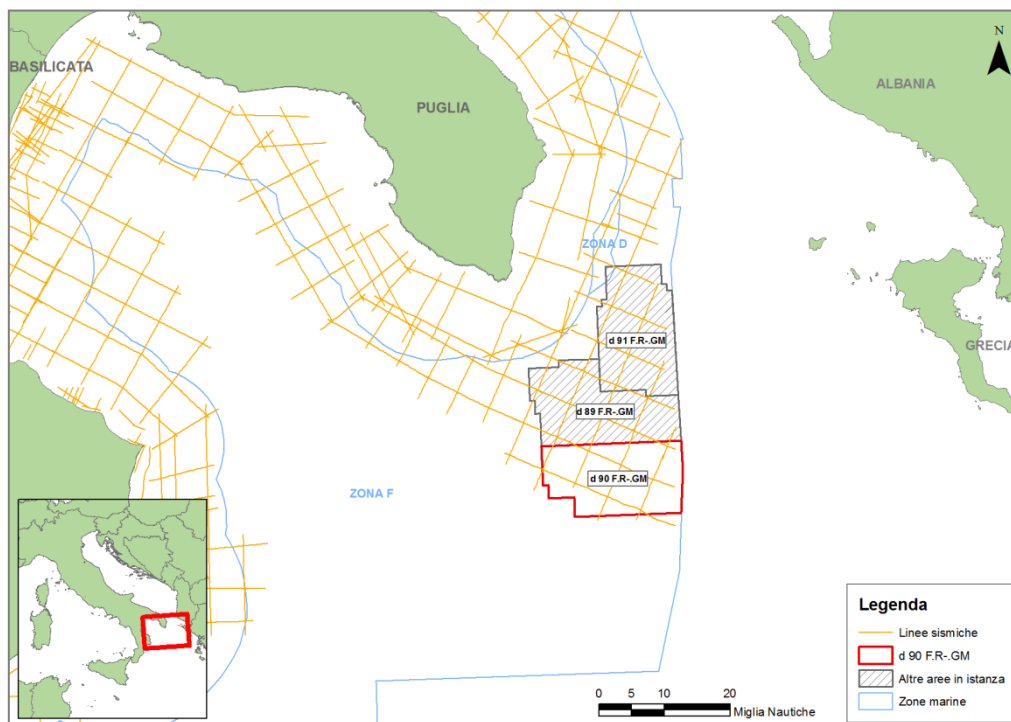 N
BASILICATA
ALBANIA
PUGLIA
ZONA D
d 91 F.R-.GM
GRECIA
d 89 F.R-.GM
d 90 F.R-.GM
ZONA F
Legenda
Linee sismiche
d 90 F.R-.GM
Altre aree in istanza
Zone marine
0 5 10 20
Miglia Nautiche